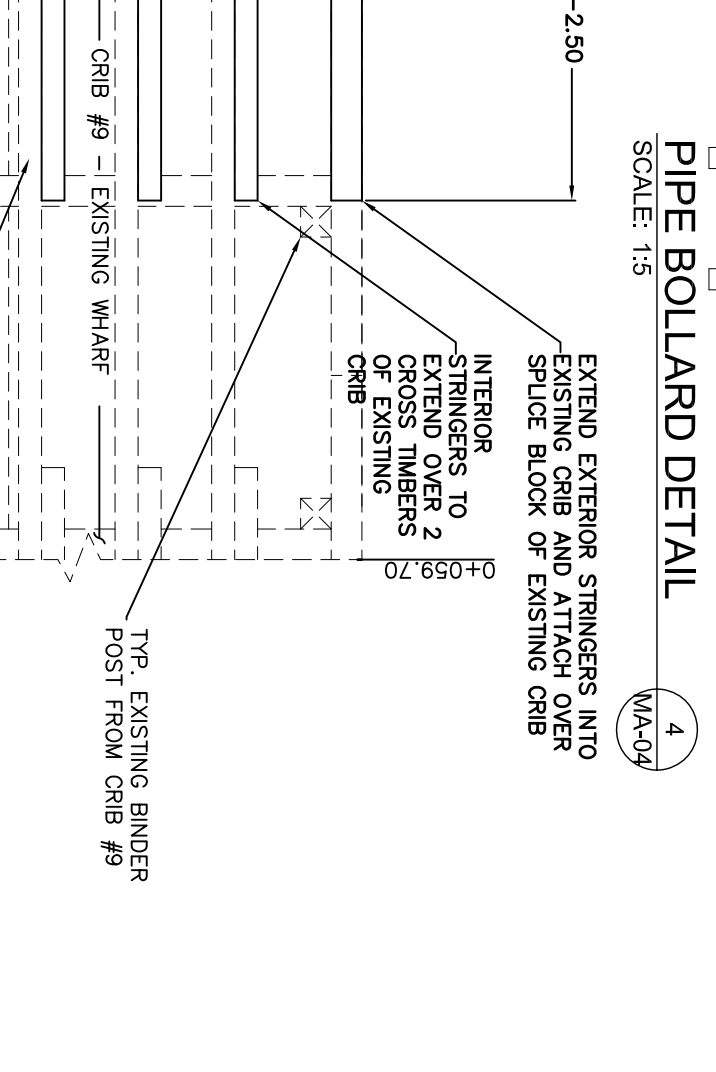 PIPE BOLLARD DETAIL
SCALE: 1:5
4
MA-04
2.50
EXTEND EXTERIOR STRINGERS INTO
EXISTING CRIB AND ATTACH OVER
SPLICE BLOCK OF EXISTING CRIB
INTERIOR
STRINGERS TO
EXTEND OVER 2
CROSS TIMBERS
OF EXISTING
CRIB
0+059.70
CRIB #9 - EXISTING WHARF
TYP. EXISTING BINDER
POST FROM CRIB #9